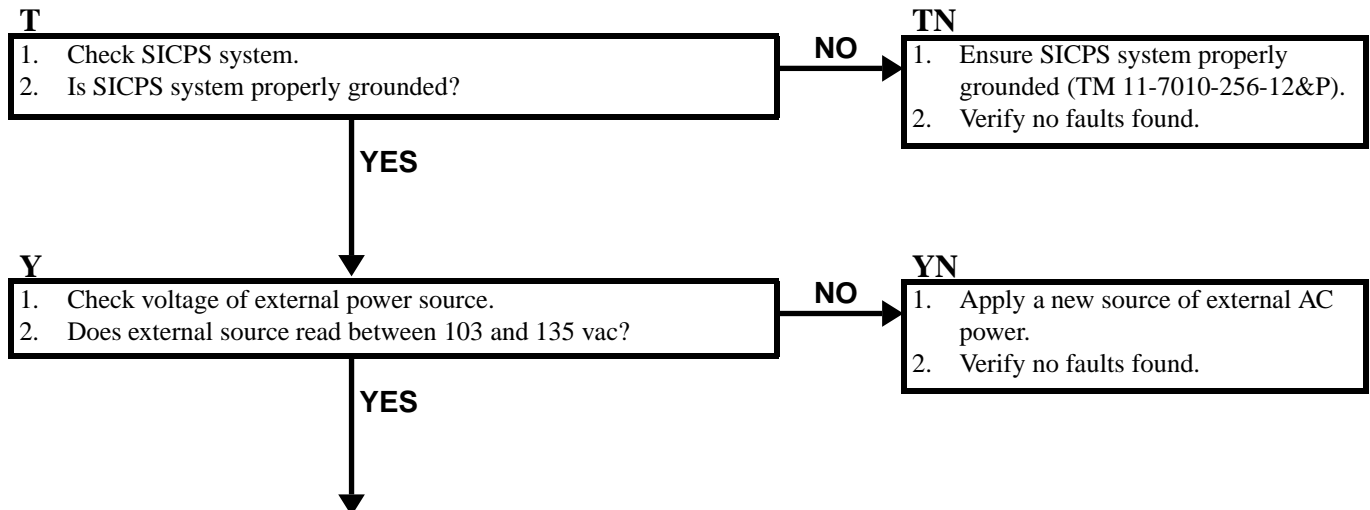 T
1. Check SICPS system.
2. Is SICPS system properly grounded?
NO
TN
1. Ensure SICPS system properly
grounded (TM 11-7010-256-12&P).
2. Verify no faults found.
YES
Y
1. Check voltage of external power source.
2. Does external source read between 103 and 135 vac?
NO
YN
1. Apply a new source of external AC
power.
2. Verify no faults found.
YES